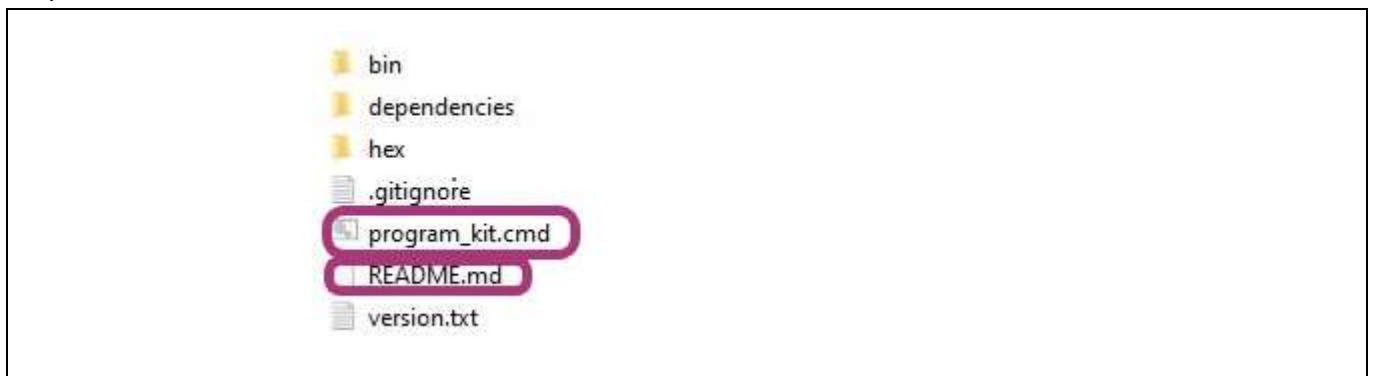 bin
dependencies
hex
.gitignore
program_kit.cmd
README.md
version.txt